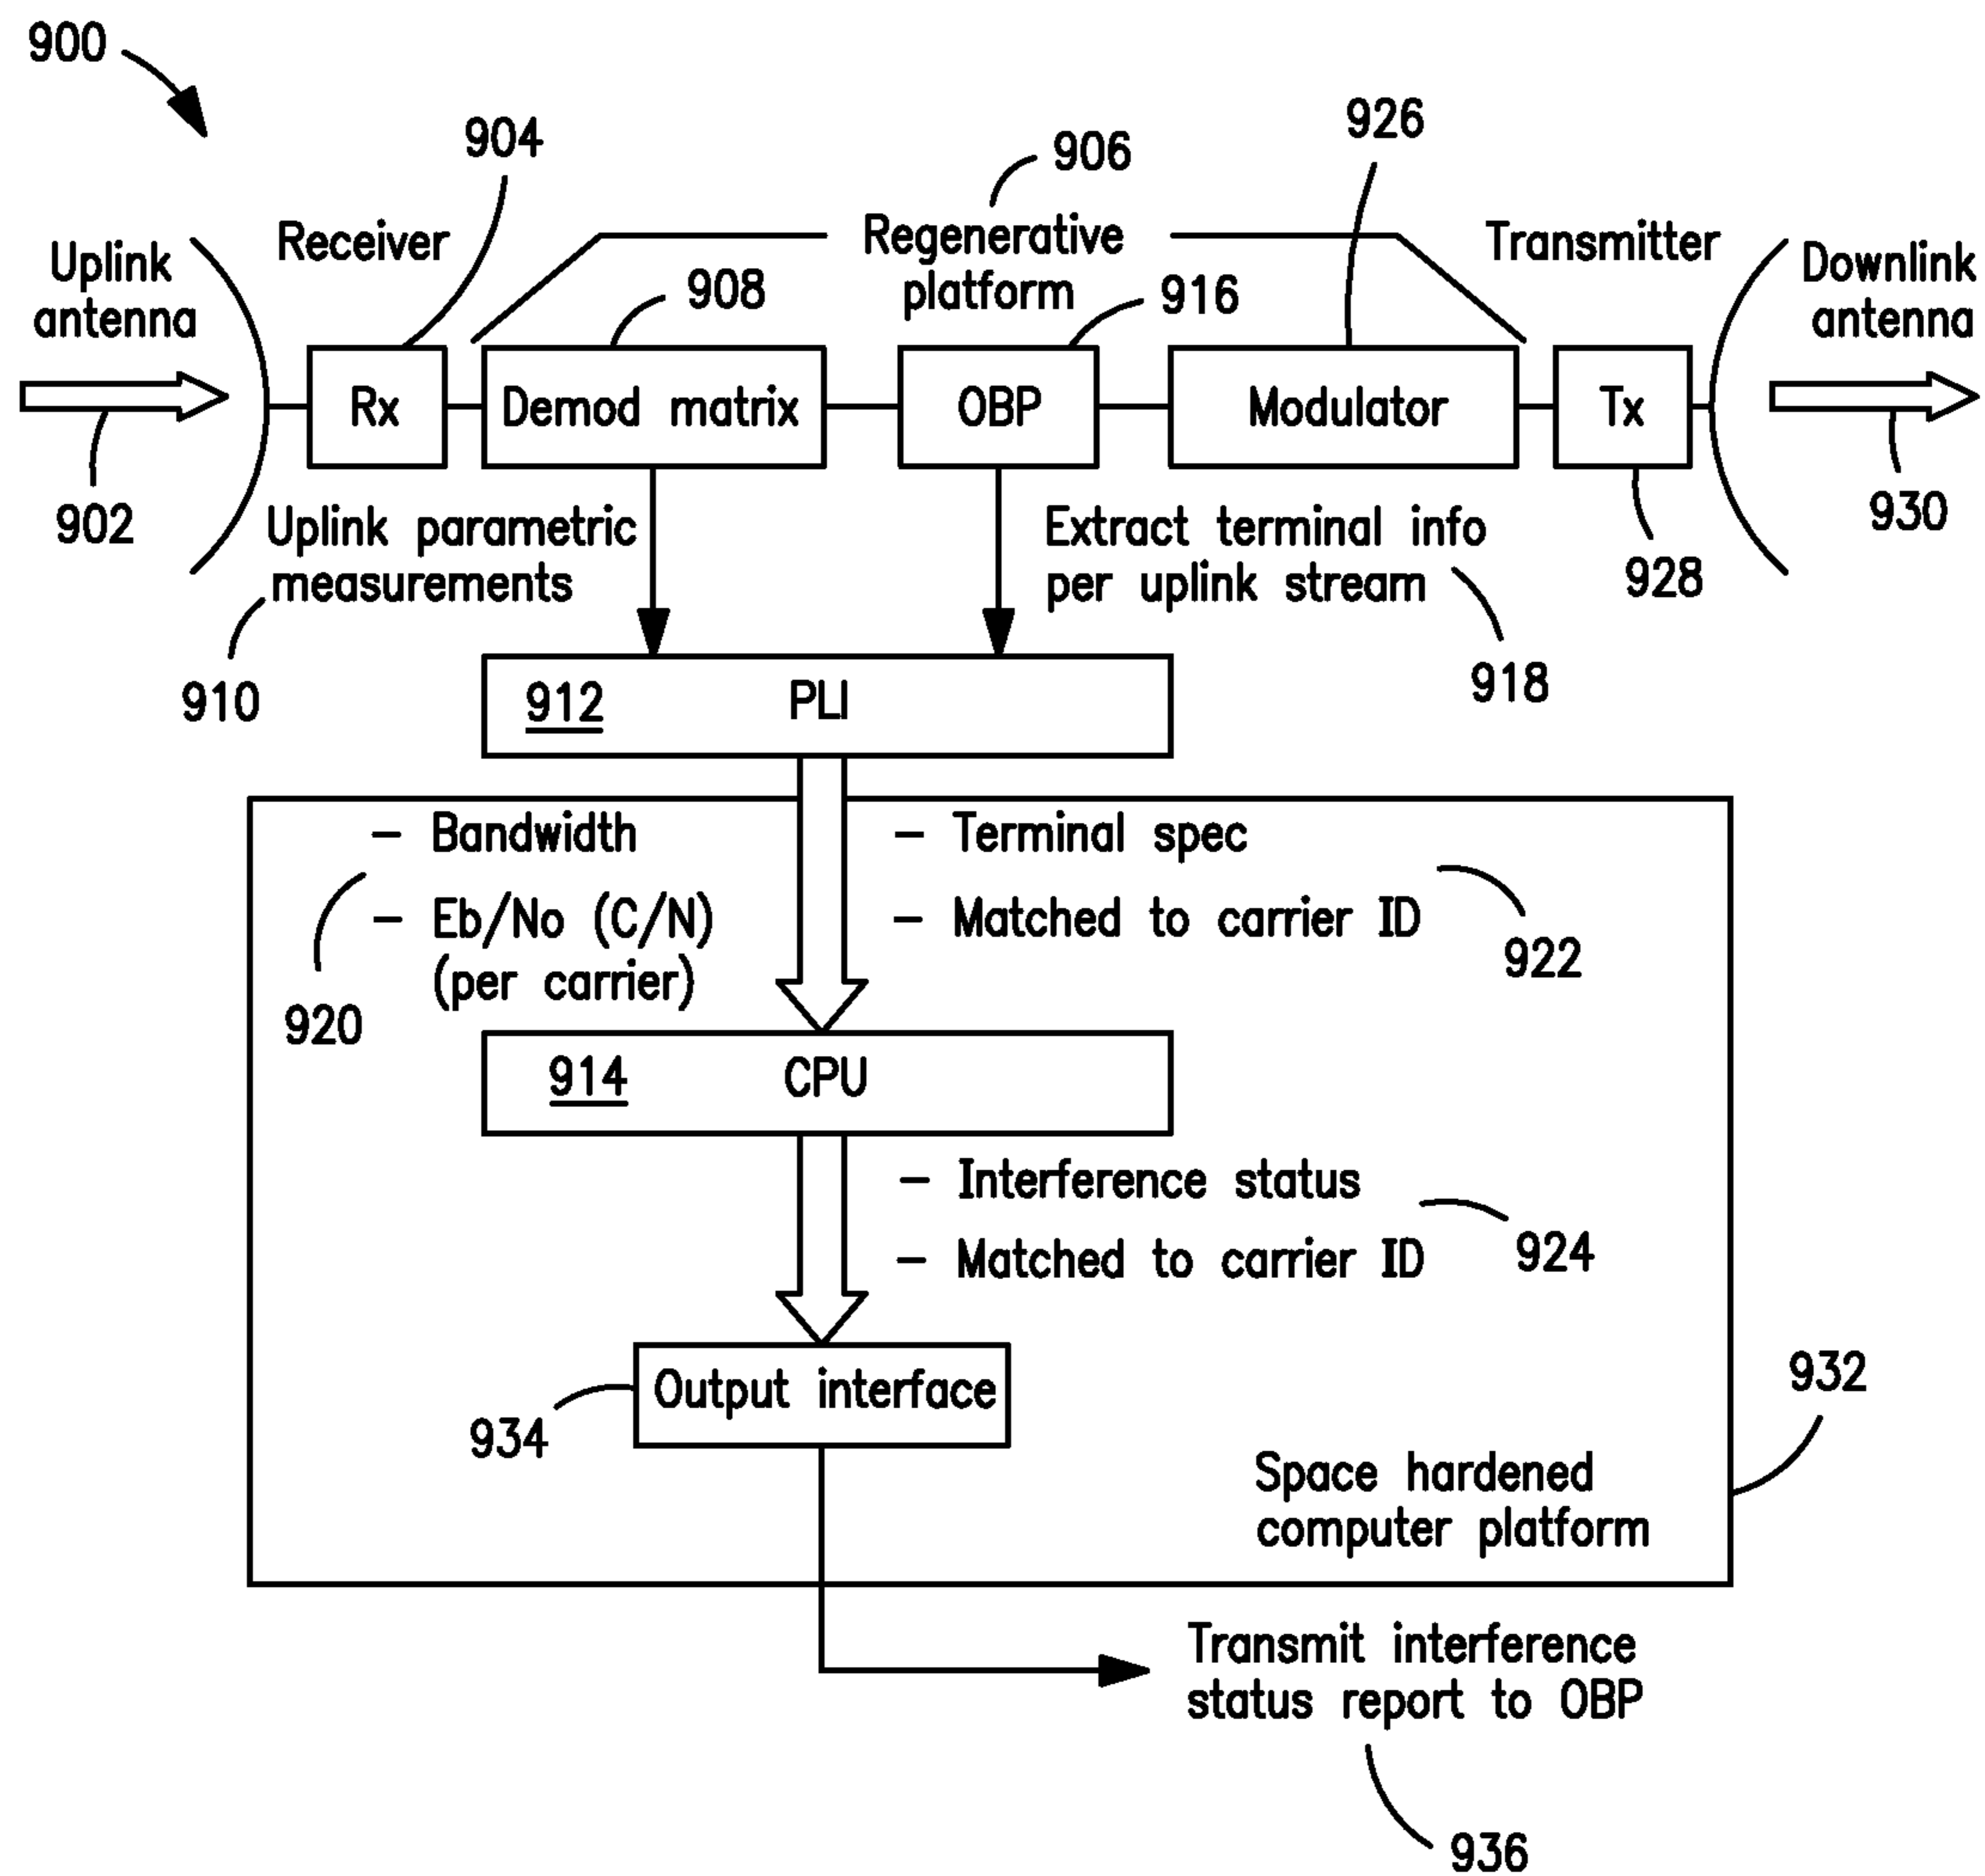 900
904
906
926
Receiver
Regenerative
platform
Transmitter
Uplink
antenna
908
916
Downlink
antenna
Rx
Demod matrix
OBP
Modulator
Tx
902
Uplink parametric
measurements
Extract terminal info
per uplink stream
928
930
910
918
912 PLI
- Bandwidth
- Eb/No (C/N)
(per carrier)
920
- Terminal spec
- Matched to carrier ID
922
914 CPU
- Interference status
- Matched to carrier ID
924
Output interface
934
932
Space hardened
computer platform
Transmit interference
status report to OBP
936